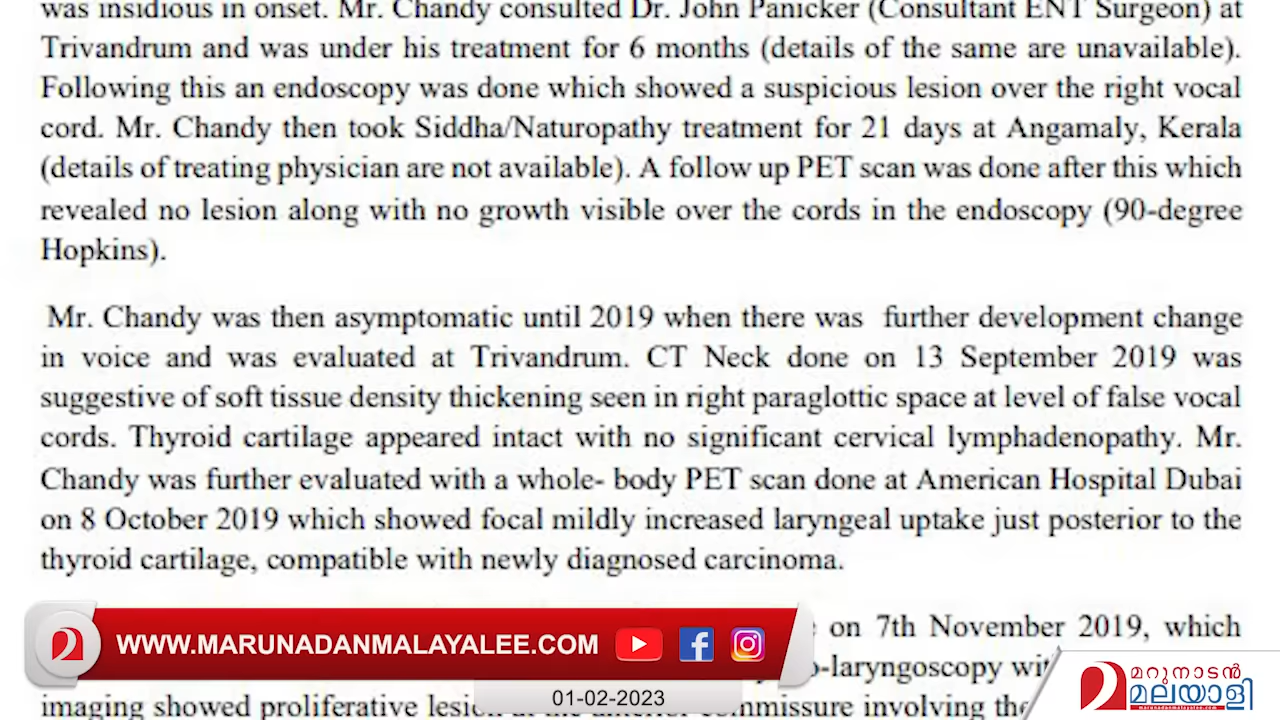 was insidious in onset. Mr. Chandy consulted Dr. John Panicker (Consultant ENT Surgeon) at
Trivandrum and was under his treatment for 6 months (details of the same are unavailable).
Following this an endoscopy was done which showed a suspicious lesion over the right vocal
cord. Mr. Chandy then took Siddha/Naturopathy treatment for 21 days at Angamaly, Kerala
(details of treating physician are not available). A follow up PET scan was done after this which
revealed no lesion along with no growth visible over the cords in the endoscopy (90-degree
Hopkins).
Mr. Chandy was then asymptomatic until 2019 when there was further development change
in voice and was evaluated at Trivandrum. CT Neck done on 13 September 2019 was
suggestive of soft tissue density thickening seen in right paraglottic space at level of false vocal
cords. Thyroid cartilage appeared intact with no significant cervical lymphadenopathy. Mr.
Chandy was further evaluated with a whole- body PET scan done at American Hospital Dubai
on 8 October 2019 which showed focal mildly increased laryngeal uptake just posterior to the
thyroid cartilage, compatible with newly diagnosed carcinoma.
on 7th November 2019, which
-laryngoscopy
imaging showed proliferative involving the
WWW.MARUNADANMALAYALEE.COM
01-02-2023
മറുനാടൻ
മലയാളി
marunadanmalayalee.com